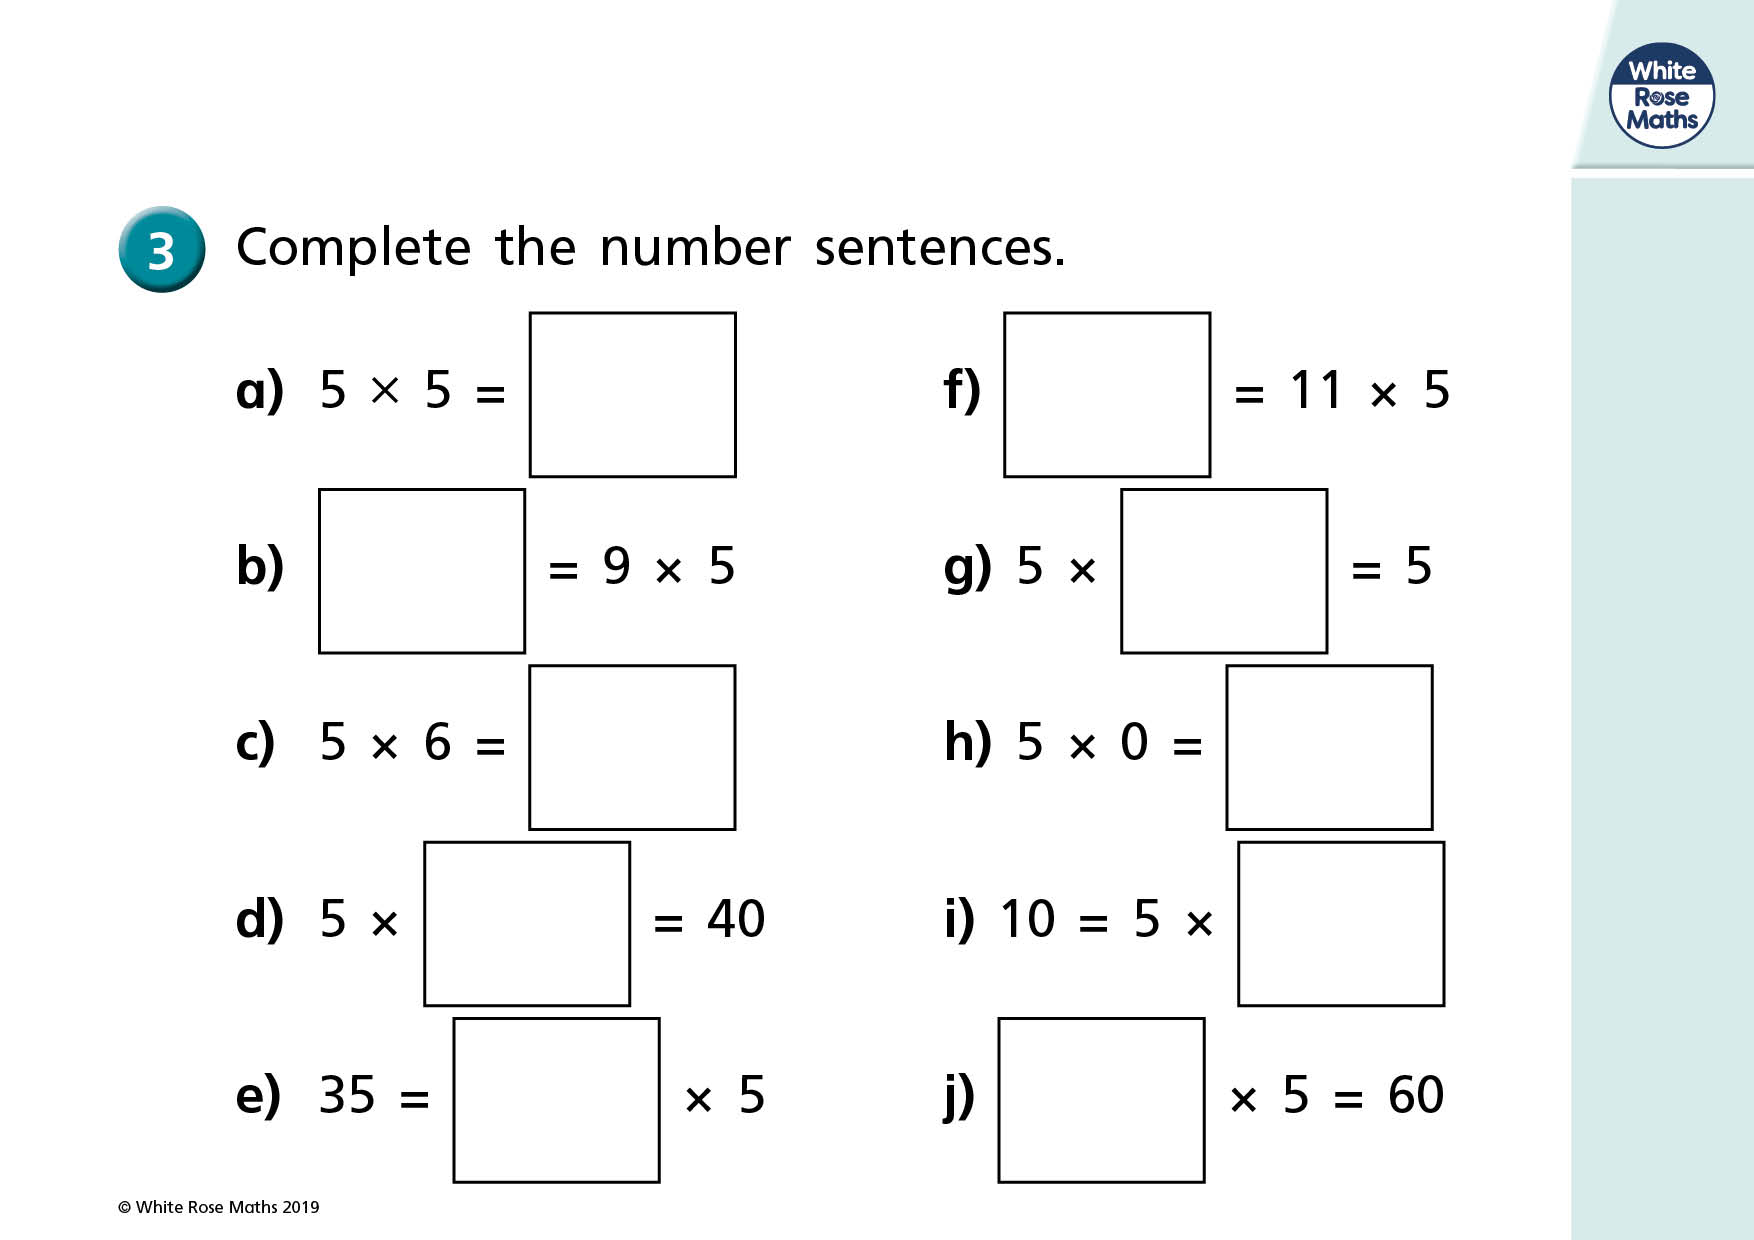 White
Rose
Maths
3 Complete the number sentences.
a) 5 × 5 =
b) = 9 × 5
c) 5 × 6 =
d) 5 × = 40
e) 35 = × 5
f) = 11 × 5
g) 5 × = 5
h) 5 × 0 =
i) 10 = 5 ×
j) × 5 = 60
© White Rose Maths 2019